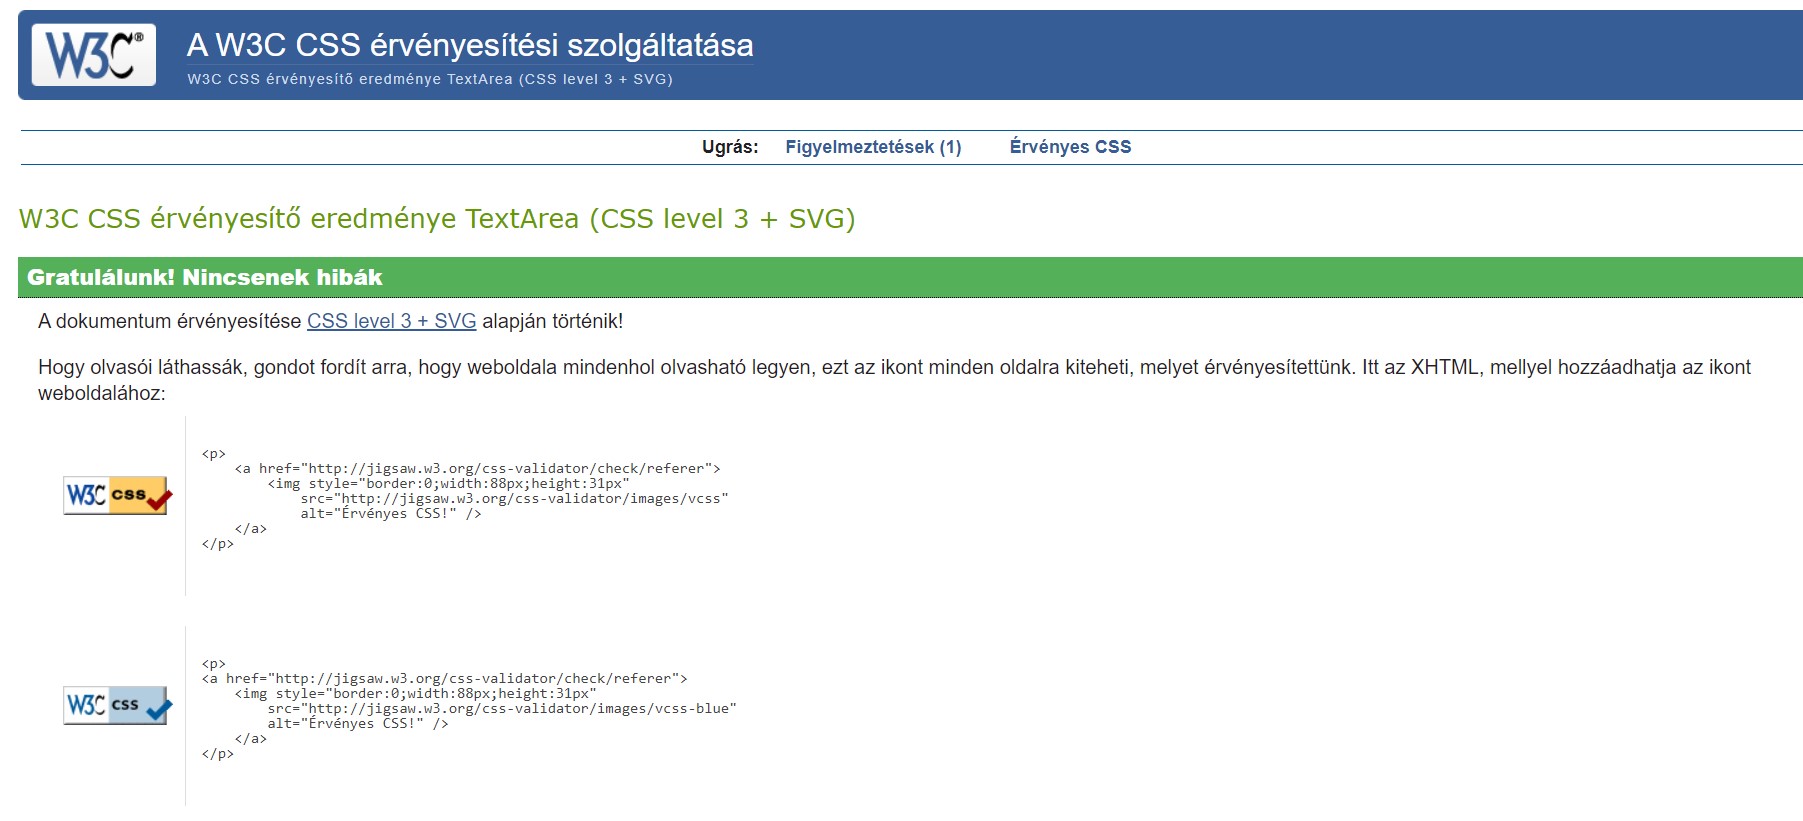 W3C®
A W3C CSS érvényesítési szolgáltatása
W3C CSS érvényesítő eredménye TextArea (CSS level 3 + SVG)
Ugrás: Figyelmeztetések (1) Érvényes CSS
W3C CSS érvényesítő eredménye TextArea (CSS level 3 + SVG)
Gratulálunk! Nincsenek hibák
A dokumentum érvényesítése CSS level 3 + SVG alapján történik!
Hogy olvasói láthassák, gondot fordít arra, hogy weboldala mindenhol olvasható legyen, ezt az ikont minden oldalra kiteheti, melyet érvényesítettünk. Itt az XHTML, mellyel hozzáadhatja az ikont
weboldalához:
W3C css
<p>
<a href="http://jigsaw.w3.org/css-validator/check/referer">
<img style="border:0;width:88px;height:31px"
src="http://jigsaw.w3.org/css-validator/images/vcss"
alt="Érvényes CSS!" />
</a>
</p>
W3C css
<p>
<a href="http://jigsaw.w3.org/css-validator/check/referer">
<img style="border:0;width:88px;height:31px"
src="http://jigsaw.w3.org/css-validator/images/vcss-blue"
alt="Érvényes CSS!" />
</a>
</p>